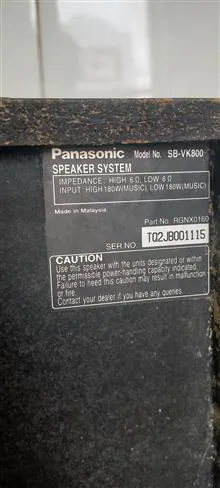 Panasonic Model No. SB-VK800
SPEAKER SYSTEM
IMPEDANCE: HIGH 6Ω, LOW 6Ω
INPUT: HIGH 180W(MUSIC) LOW 180W(MUSIC)
Made in Malaysia
Part No. RGNX0160
SER.NO. TQ2JB001115
CAUTION
Use this speaker with the units designated or within
the permissible power-handling capacity indicated.
Failure to heed this caution may result in malfunction
or fire.
Contact your dealer if you have any queries.